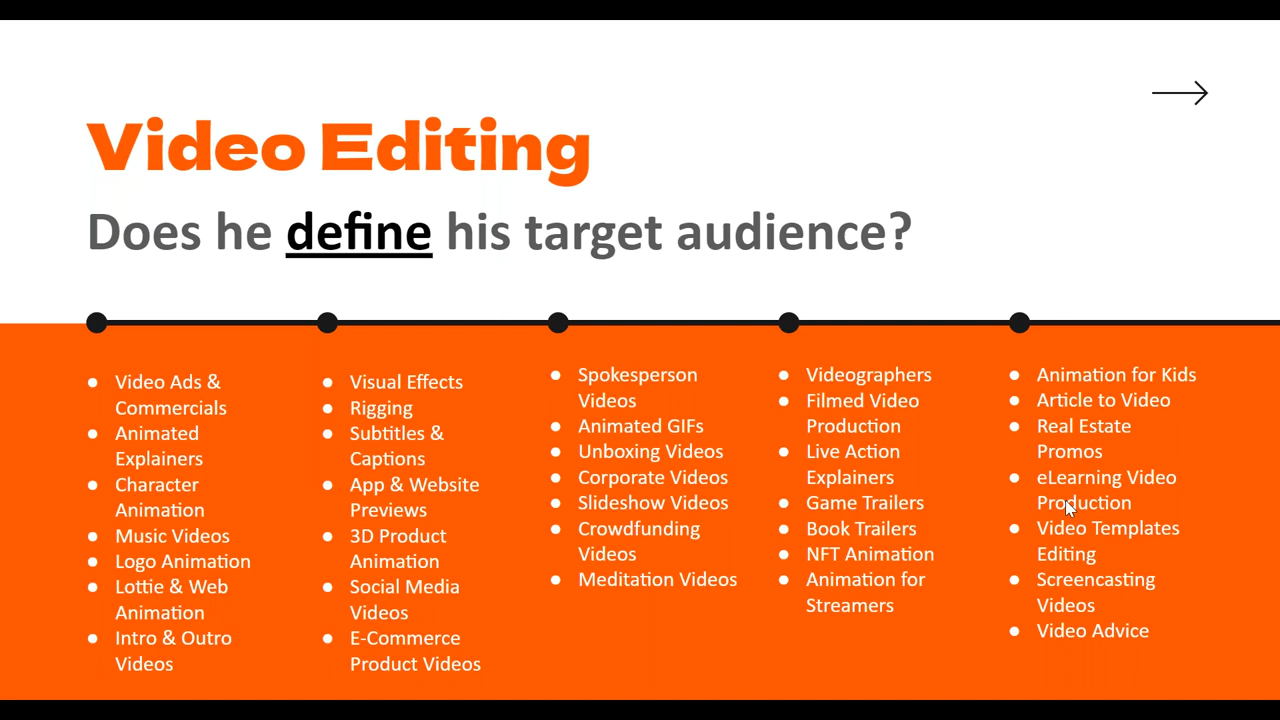 Video Editing
Does he define his target audience?
● Video Ads &
Commercials
● Animated
Explainers
● Character
Animation
● Music Videos
● Logo Animation
● Lottie & Web
Animation
● Intro & Outro
Videos
● Visual Effects
● Rigging
● Subtitles &
Captions
● App & Website
Previews
● 3D Product
Animation
● Social Media
Videos
● E-Commerce
Product Videos
● Spokesperson
Videos
● Animated GIFs
● Unboxing Videos
● Corporate Videos
● Slideshow Videos
● Crowdfunding
Videos
● Meditation Videos
● Videographers
● Filmed Video
Production
● Live Action
Explainers
● Game Trailers
● Book Trailers
● NFT Animation
● Animation for
Streamers
● Animation for Kids
● Article to Video
● Real Estate
Promos
● eLearning Video
Production
● Video Templates
Editing
● Screencasting
Videos
● Video Advice